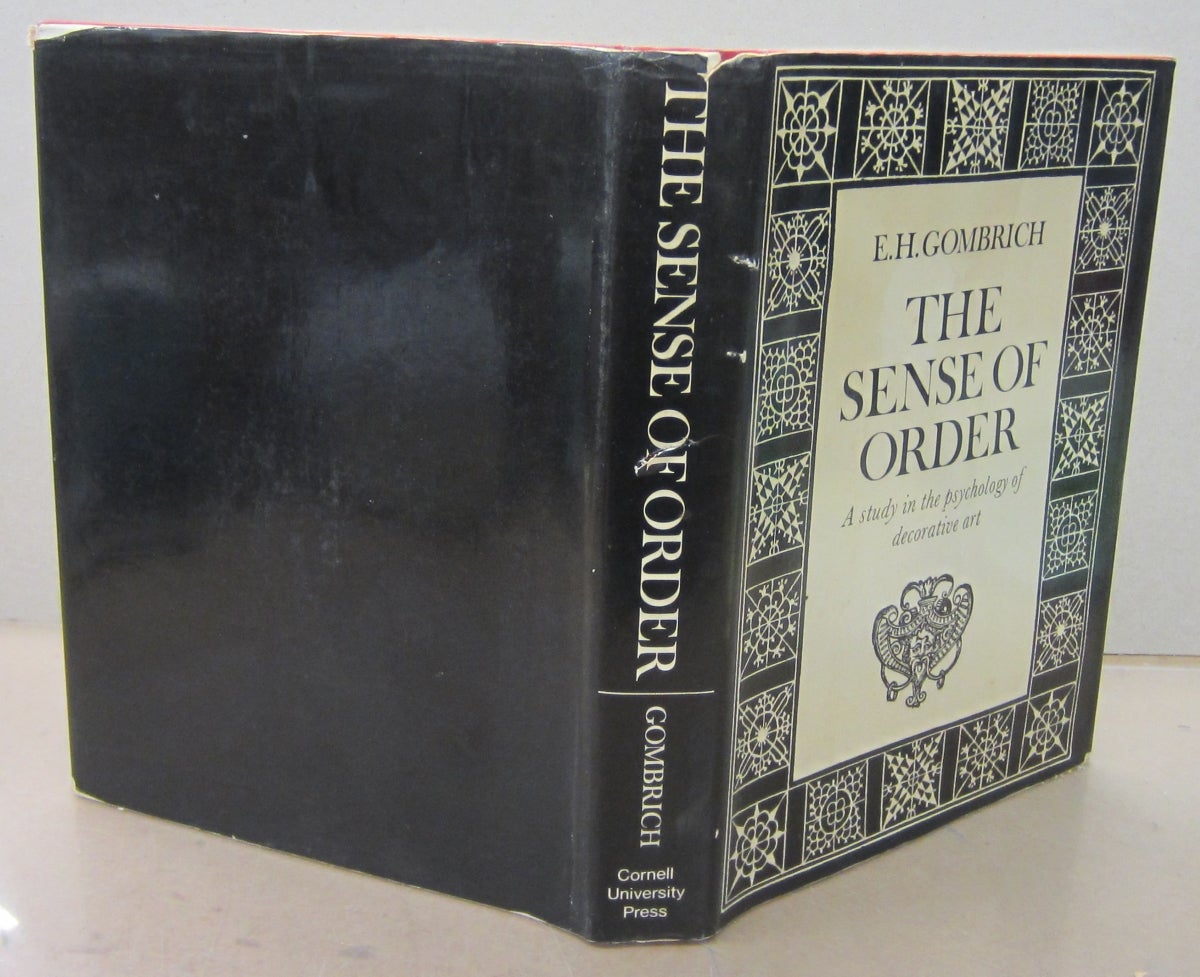 THE SENSE OF ORDER
GOMBRICH
Cornell
University
Press
E.H.GOMBRICH
THE
SENSE OF
ORDER
A study in the psychology of
decorative art